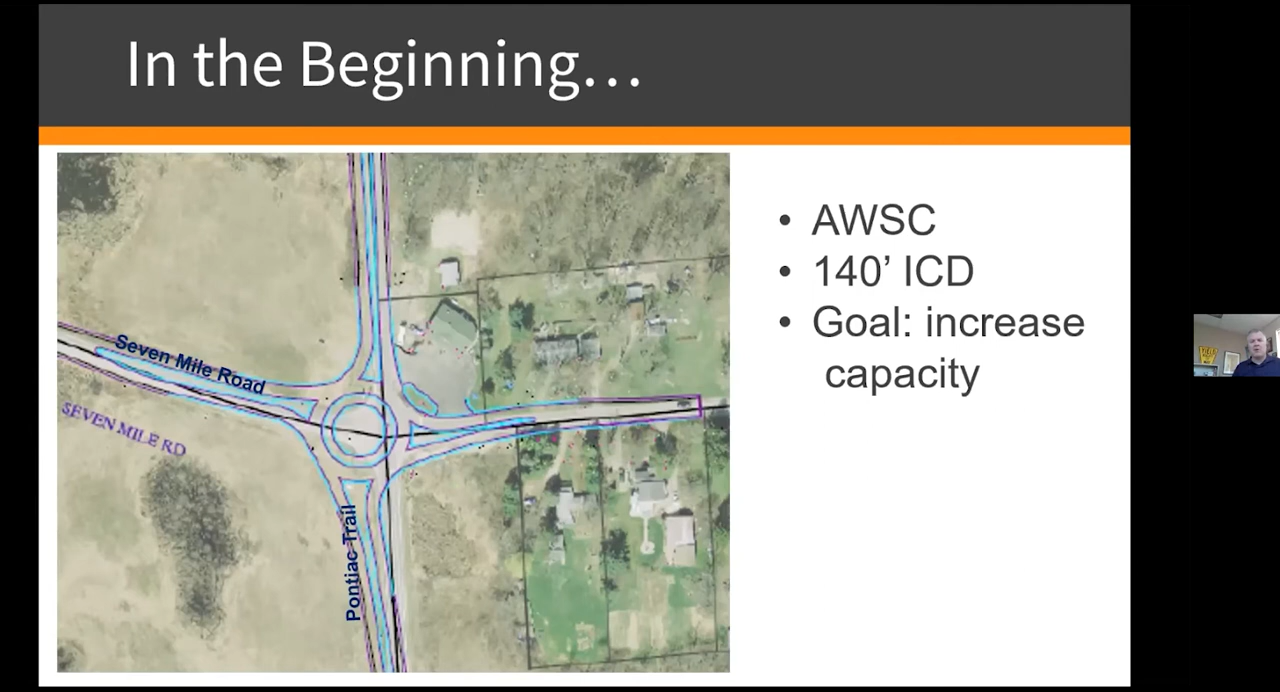 In the Beginning…
Seven Mile Road
SEVEN MILE RD
Pontiac Trail
• AWSC
• 140’ ICD
• Goal: increase
capacity